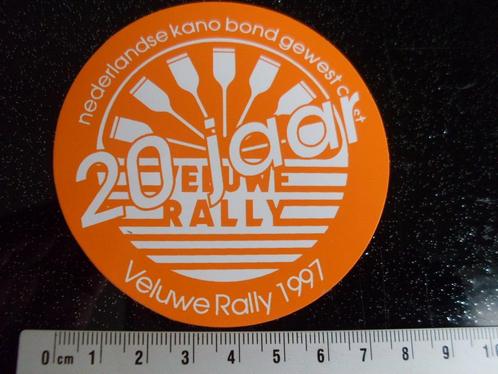 nederlandse kano bond gewest oost
20 jaar
VELUWE
RALLY
Veluwe Rally 1997
0 cm 1 2 3 4 5 6 7 8 9